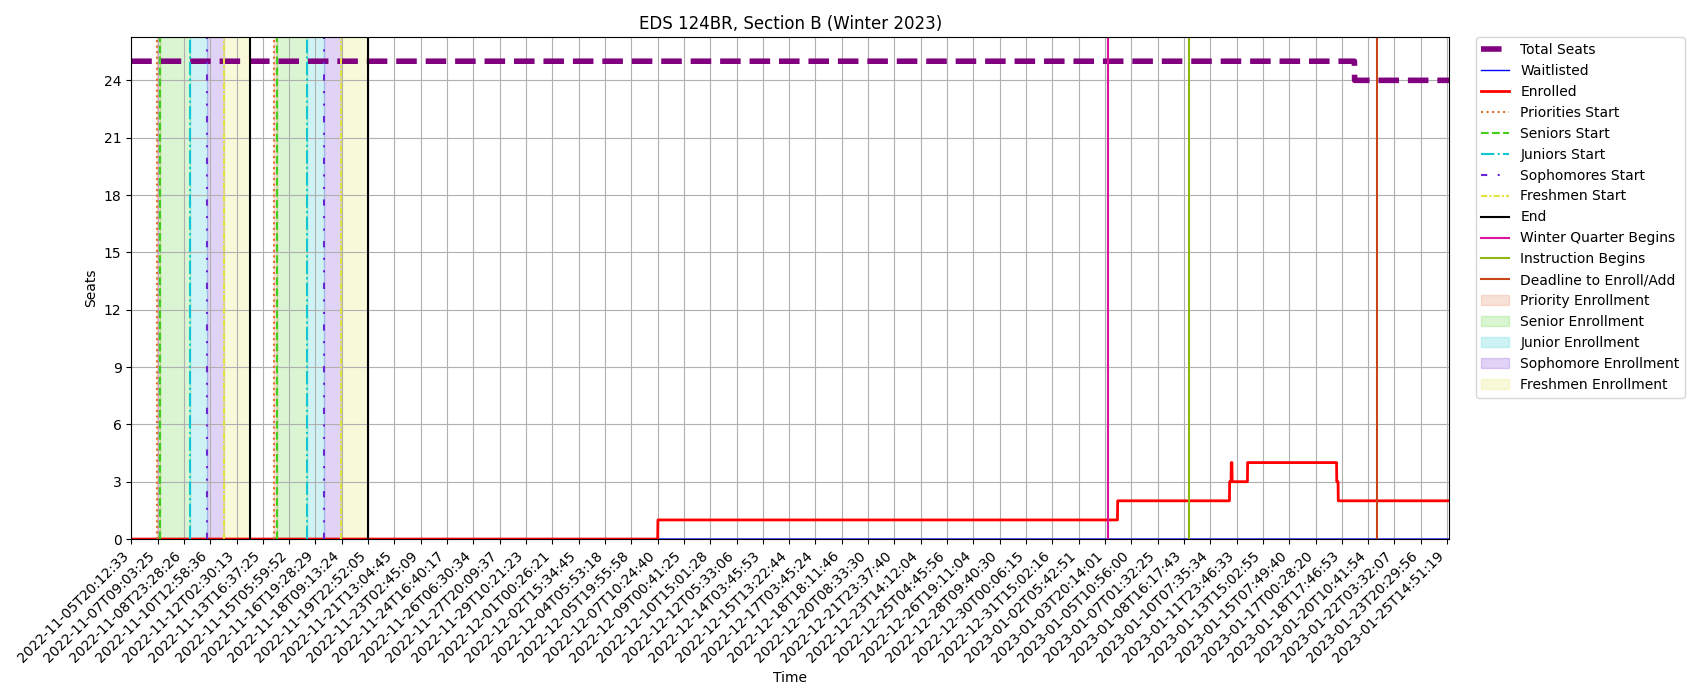 EDS 124BR, Section B (Winter 2023)
Seats
24
21
18
15
12
9
6
3
0
2022-11-05T20:12:33
2022-11-07T09:03:25
2022-11-08T23:28:26
2022-11-10T12:58:36
2022-11-12T02:30:13
2022-11-13T16:37:25
2022-11-15T05:59:52
2022-11-16T19:28:29
2022-11-18T09:13:24
2022-11-19T22:52:05
2022-11-21T13:04:45
2022-11-23T02:45:09
2022-11-24T16:40:17
2022-11-26T06:30:34
2022-11-27T20:09:37
2022-11-29T10:21:23
2022-12-01T00:26:21
2022-12-02T15:34:45
2022-12-04T05:53:18
2022-12-05T19:55:58
2022-12-07T10:24:40
2022-12-09T00:41:25
2022-12-10T15:01:28
2022-12-12T05:33:06
2022-12-14T03:45:53
2022-12-15T13:22:44
2022-12-17T03:45:24
2022-12-18T18:11:46
2022-12-20T08:33:30
2022-12-21T23:37:40
2022-12-23T14:12:04
2022-12-25T04:45:56
2022-12-26T19:11:04
2022-12-28T09:40:30
2022-12-30T00:06:15
2022-12-31T15:02:16
2023-01-02T05:42:51
2023-01-03T20:14:01
2023-01-05T10:56:00
2023-01-07T01:32:25
2023-01-08T16:17:43
2023-01-10T07:35:34
2023-01-11T23:46:33
2023-01-13T15:02:55
2023-01-15T07:49:40
2023-01-17T00:28:20
2023-01-18T17:46:53
2023-01-20T10:41:54
2023-01-22T03:32:07
2023-01-23T20:29:56
2023-01-25T14:51:19
Time
Total Seats
Waitlisted
Enrolled
Priorities Start
Seniors Start
Juniors Start
Sophomores Start
Freshmen Start
End
Winter Quarter Begins
Instruction Begins
Deadline to Enroll/Add
Priority Enrollment
Senior Enrollment
Junior Enrollment
Sophomore Enrollment
Freshmen Enrollment